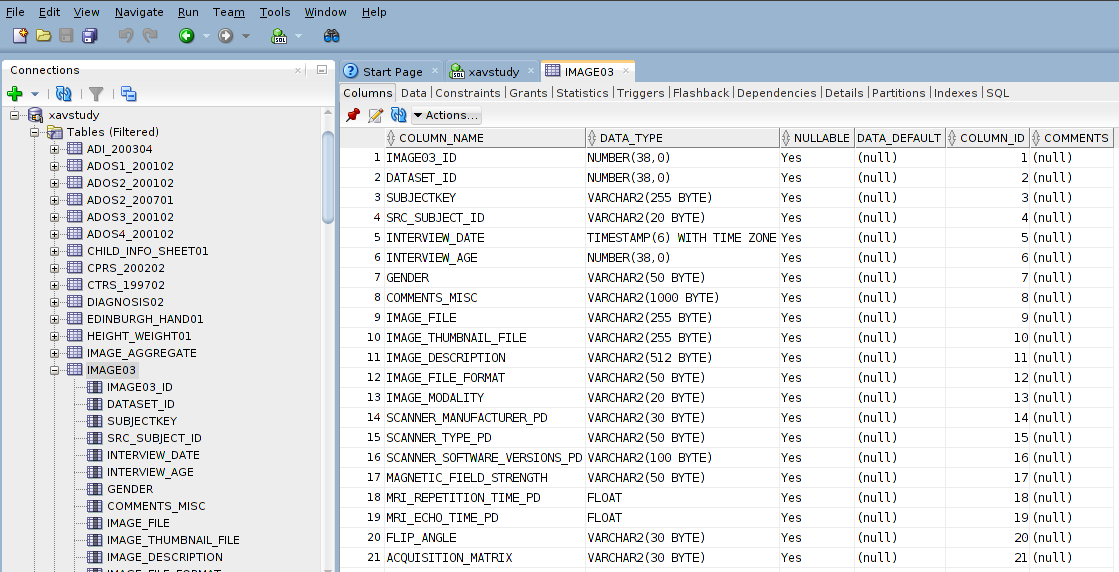 File Edit View Navigate Run Team Tools Window Help
Connections
Start Page xavstudy IMAGE03
Columns Data Constraints Grants Statistics Triggers Flashback Dependencies Details Partitions Indexes SQL
Actions...
xavstudy
Tables (Filtered)
ADI_200304
ADOS1_200102
ADOS2_200102
ADOS2_200701
ADOS3_200102
ADOS4_200102
CHILD_INFO_SHEET01
CPRS_200202
CTRS_199702
DIAGNOSIS02
EDINBURGH_HAND01
HEIGHT_WEIGHT01
IMAGE_AGGREGATE
IMAGE03
IMAGE03_ID
DATASET_ID
SUBJECTKEY
SRC_SUBJECT_ID
INTERVIEW_DATE
INTERVIEW_AGE
GENDER
COMMENTS_MISC
IMAGE_FILE
IMAGE_THUMBNAIL_FILE
IMAGE_DESCRIPTION
IMAGE_FILE_FORMAT
COLUMN_NAME DATA_TYPE NULLABLE DATA_DEFAULT COLUMN_ID COMMENTS
1 IMAGE03_ID NUMBER(38,0) Yes (null) 1 (null)
2 DATASET_ID NUMBER(38,0) Yes (null) 2 (null)
3 SUBJECTKEY VARCHAR2(255 BYTE) Yes (null) 3 (null)
4 SRC_SUBJECT_ID VARCHAR2(20 BYTE) Yes (null) 4 (null)
5 INTERVIEW_DATE TIMESTAMP(6) WITH TIME ZONE Yes (null) 5 (null)
6 INTERVIEW_AGE NUMBER(38,0) Yes (null) 6 (null)
7 GENDER VARCHAR2(50 BYTE) Yes (null) 7 (null)
8 COMMENTS_MISC VARCHAR2(1000 BYTE) Yes (null) 8 (null)
9 IMAGE_FILE VARCHAR2(255 BYTE) Yes (null) 9 (null)
10 IMAGE_THUMBNAIL_FILE VARCHAR2(255 BYTE) Yes (null) 10 (null)
11 IMAGE_DESCRIPTION VARCHAR2(512 BYTE) Yes (null) 11 (null)
12 IMAGE_FILE_FORMAT VARCHAR2(50 BYTE) Yes (null) 12 (null)
13 IMAGE_MODALITY VARCHAR2(20 BYTE) Yes (null) 13 (null)
14 SCANNER_MANUFACTURER_PD VARCHAR2(30 BYTE) Yes (null) 14 (null)
15 SCANNER_TYPE_PD VARCHAR2(50 BYTE) Yes (null) 15 (null)
16 SCANNER_SOFTWARE_VERSIONS_PD VARCHAR2(100 BYTE) Yes (null) 16 (null)
17 MAGNETIC_FIELD_STRENGTH VARCHAR2(50 BYTE) Yes (null) 17 (null)
18 MRI_REPETITION_TIME_PD FLOAT Yes (null) 18 (null)
19 MRI_ECHO_TIME_PD FLOAT Yes (null) 19 (null)
20 FLIP_ANGLE VARCHAR2(30 BYTE) Yes (null) 20 (null)
21 ACQUISITION_MATRIX VARCHAR2(30 BYTE) Yes (null) 21 (null)